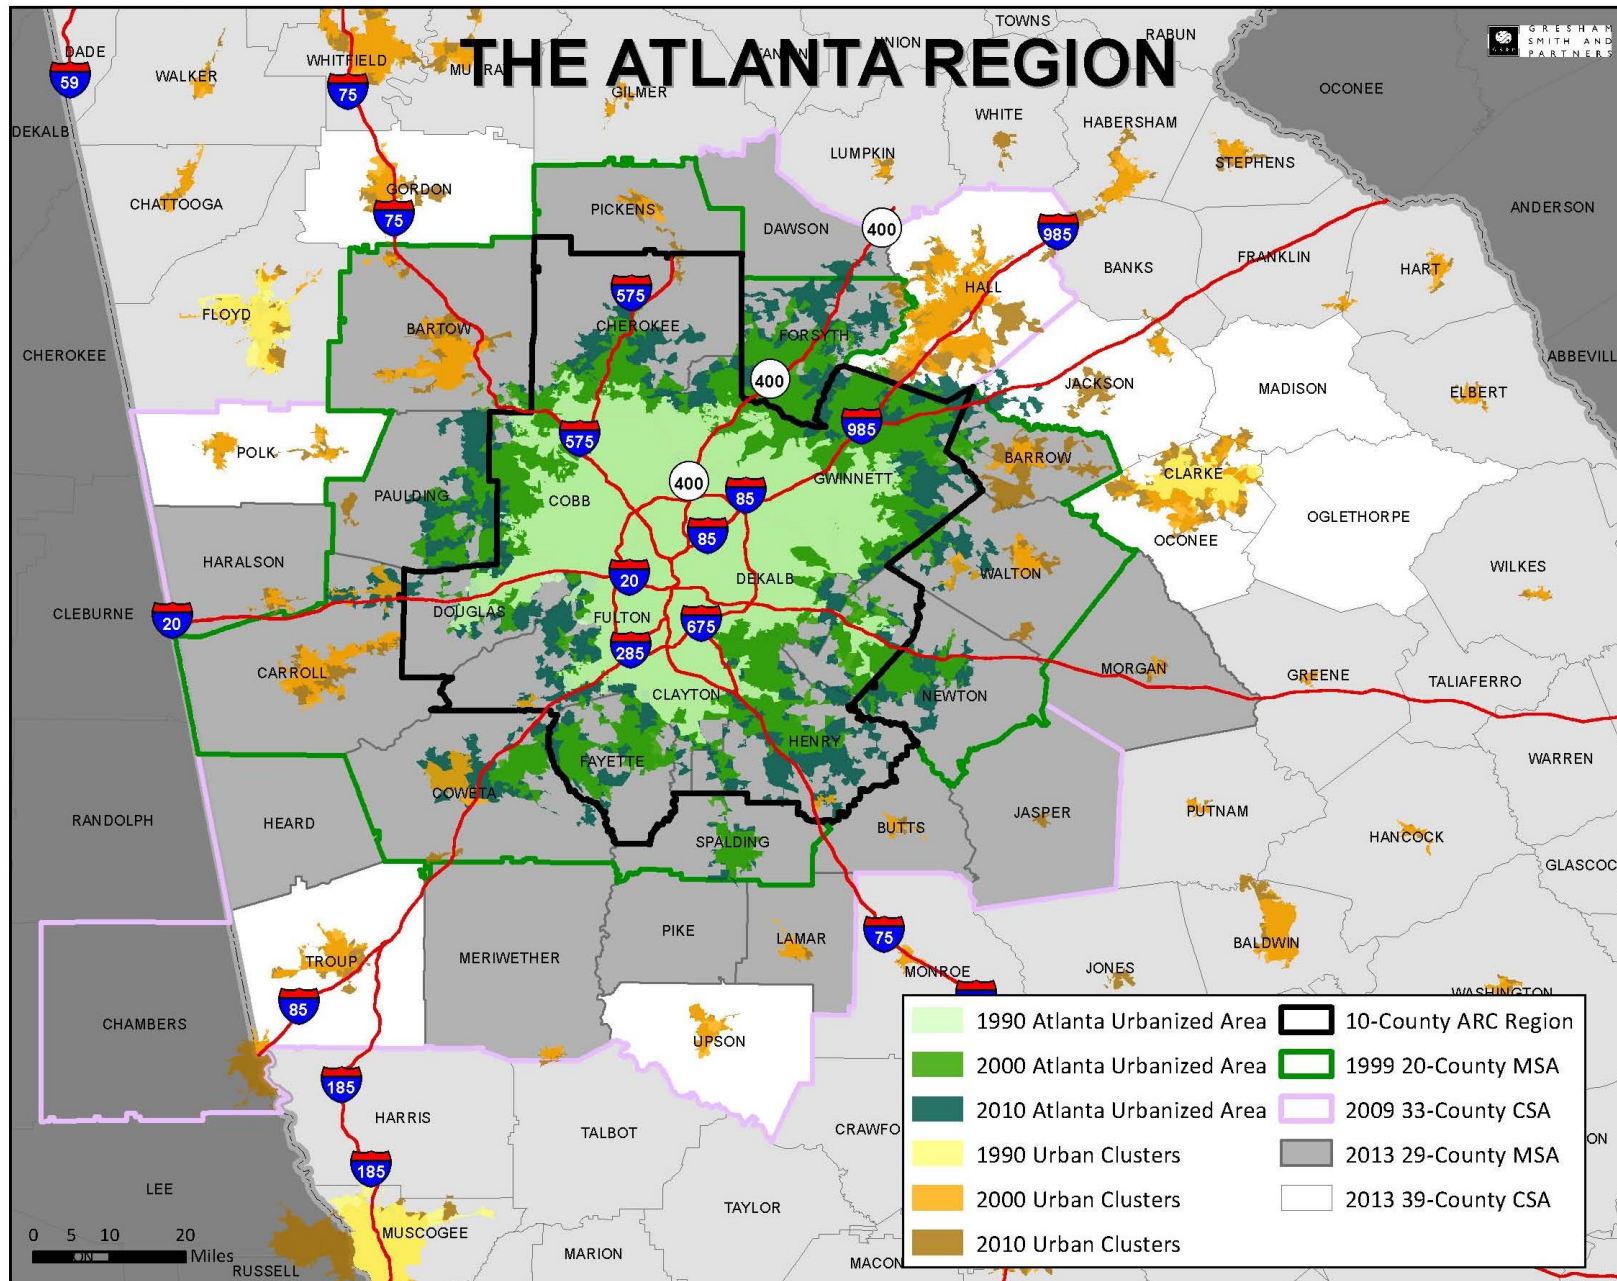 THE ATLANTA REGION
GRESHAM
SMITH AND
PARTNERS
TOWNS
RABUN
UNION
DADE
WHITFIELD
WALKER
59
75
GILMER
OCONEE
WHITE
HABERSHAM
DEKALB
LUMPKIN
STEPHENS
CHATTOOGA
GORDON
75
PICKENS
DAWSON
400
985
ANDERSON
BANKS
FRANKLIN
HART
575
HALL
FLOYD
BARTOW
CHEROKEE
FORSYTH
CHEROKEE
ABBEVILL
400
JACKSON
MADISON
ELBERT
575
985
POLK
BARROW
CLARKE
400
85
GWINNETT
PAULDING
COBB
OGLETHORPE
85
OCONEE
HARALSON
20
DEKALB
WALTON
WILKES
CLEBURNE
20
DOUGLAS
FULTON
675
285
CARROLL
MORGAN
GREENE
TALIAFERRO
CLAYTON
NEWTON
HENRY
FAYETTE
WARREN
COWETA
RANDOLPH
HEARD
JASPER
PUTNAM
BUTTS
SPALDING
HANCOCK
GLASCOC
PIKE
LAMAR
75
BALDWIN
TROUP
MERIWETHER
MONROE
JONES
WASHINGTON
85
CHAMBERS
UPSON
185
HARRIS
TALBOT
CRAWFO
ON
185
LEE
TAYLOR
MUSCOGEE
MARION
MACON
RUSSELL
0 5 10 20
Miles
1990 Atlanta Urbanized Area
2000 Atlanta Urbanized Area
2010 Atlanta Urbanized Area
1990 Urban Clusters
2000 Urban Clusters
2010 Urban Clusters
10-County ARC Region
1999 20-County MSA
2009 33-County CSA
2013 29-County MSA
2013 39-County CSA